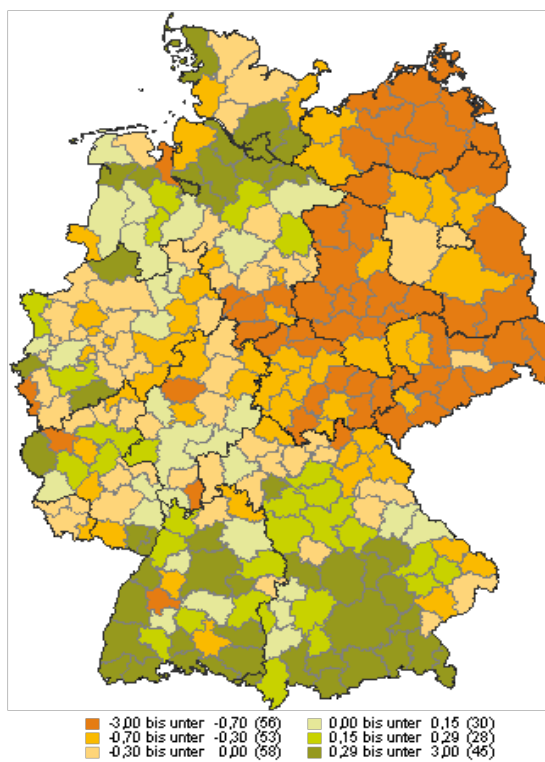 -3,00 bis unter -0,70 (56)
-0,70 bis unter -0,30 (53)
-0,30 bis unter 0,00 (58)
0,00 bis unter 0,15 (30)
0,15 bis unter 0,29 (28)
0,29 bis unter 3,00 (45)